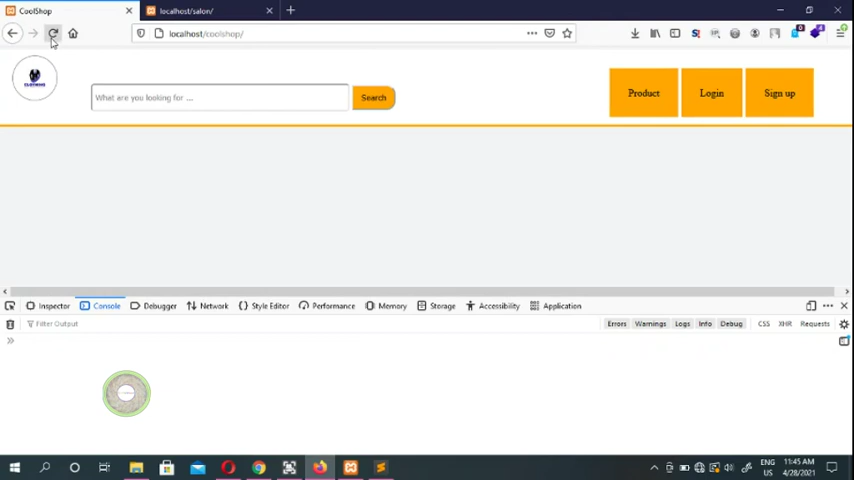 CoolShop
localhost/salon/
localhost/coolshop/
CLOTHING
What are you looking for ...
Search
Product
Login
Sign up
Inspector
Console
Debugger
Network
Style Editor
Performance
Memory
Storage
Accessibility
Application
Filter Output
Errors
Warnings
Logs
Info
Debug
CSS
XHR
Requests
ENG
US
11:45 AM
4/28/2021